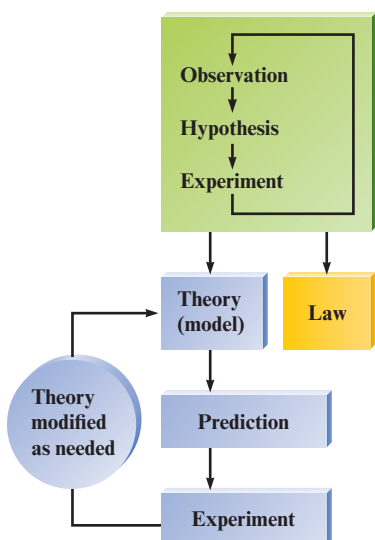 Observation
Hypothesis
Experiment
Theory
(model)
Law
Theory
modified
as needed
Prediction
Experiment